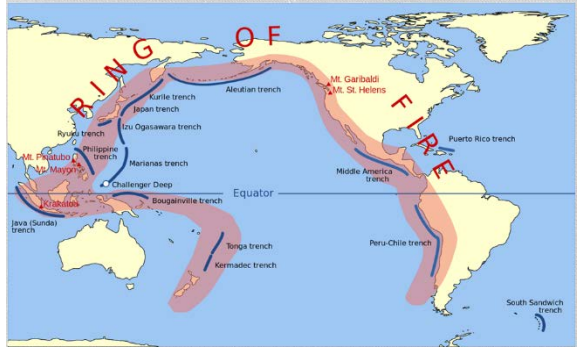 RING OF FIRE
Kurile trench
Japan trench
Izu Ogasawara trench
Ryuku trench
Philippine
trench
Marianas trench
Challenger Deep
Mt. Pinatubo
Mt. Mayon
Krakatoa
Java (Sunda)
trench
Bougainville trench
Equator
Tonga trench
Kermadec trench
Aleutian trench
Mt. Garibaldi
Mt. St. Helens
Puerto Rico trench
Middle America
trench
Peru-Chile trench
South Sandwich
trench